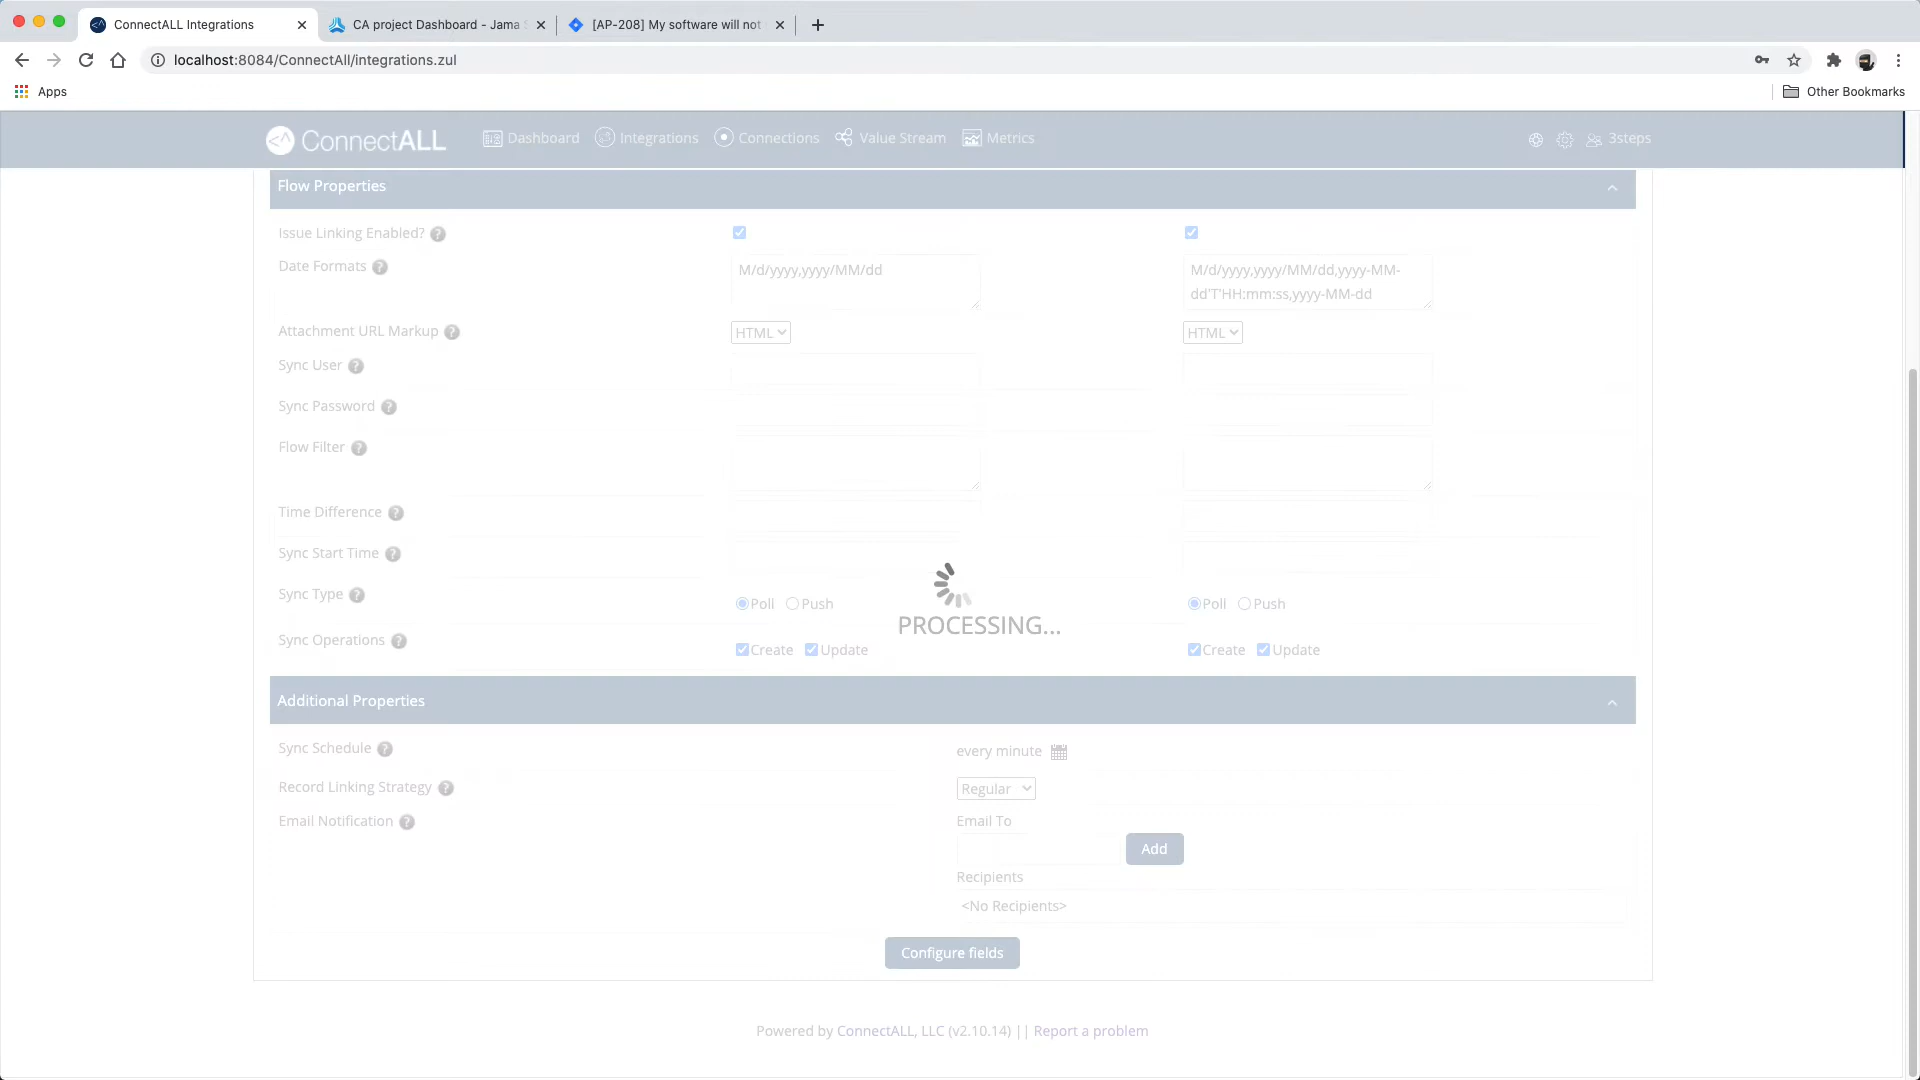 ConnectALL Integrations
CA project Dashboard - Jama S
[AP-208] My software will not
localhost:8084/ConnectAll/integrations.zul
Apps
Other Bookmarks
ConnectALL
Dashboard
Integrations
Connections
Value Stream
Metrics
3steps
Flow Properties
Issue Linking Enabled?
Date Formats
M/d/yyyy,yyyy/MM/dd
M/d/yyyy,yyyy/MM/dd,yyyy-MM-
dd'T'HH:mm:ss,yyyy-MM-dd
Attachment URL Markup
HTML
HTML
Sync User
Sync Password
Flow Filter
Time Difference
Sync Start Time
Sync Type
Poll Push
Poll Push
PROCESSING...
Sync Operations
Create Update
Create Update
Additional Properties
Sync Schedule
every minute
Record Linking Strategy
Regular
Email Notification
Email To
Add
Recipients
<No Recipients>
Configure fields
Powered by ConnectALL, LLC (v2.10.14) || Report a problem